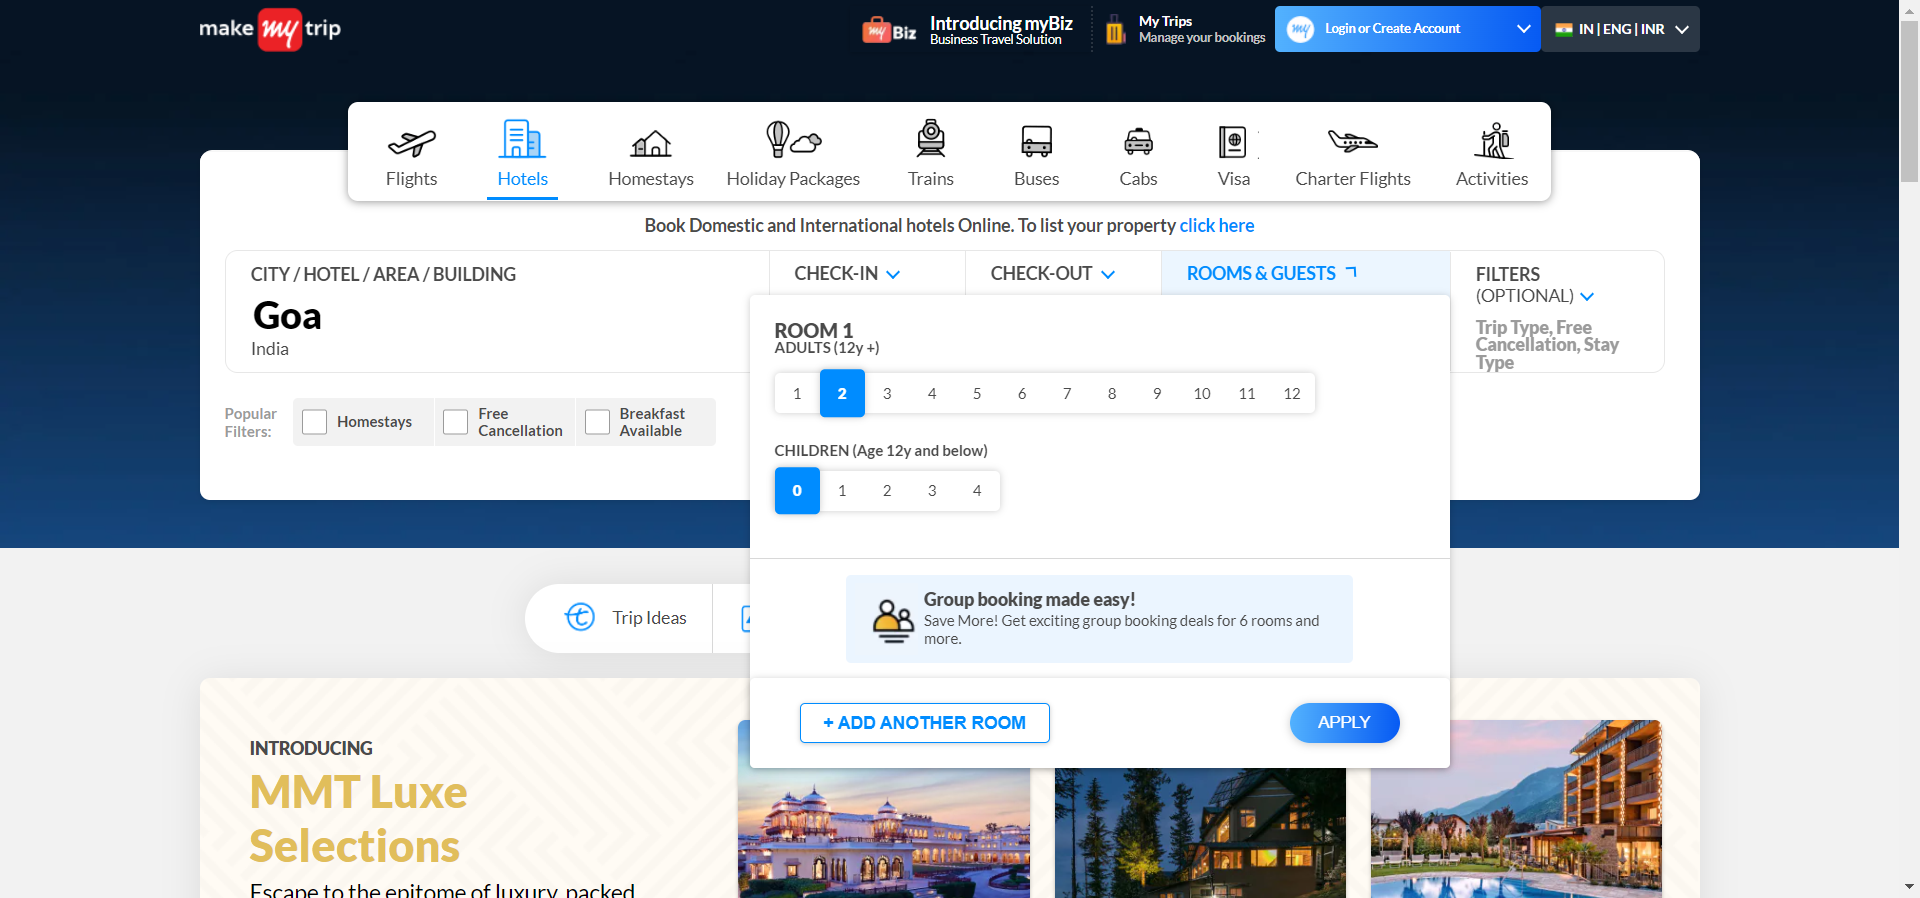 make my trip
my Biz
Introducing myBiz
Business Travel Solution
My Trips
Manage your bookings
my
Login or Create Account
IN | ENG | INR
Flights
Hotels
Homestays
Holiday Packages
Trains
Buses
Cabs
Visa
Charter Flights
Activities
Book Domestic and International hotels Online. To list your property click here
CITY / HOTEL / AREA / BUILDING
Goa
India
CHECK-IN
CHECK-OUT
ROOMS & GUESTS
FILTERS
(OPTIONAL)
Trip Type, Free
Cancellation, Stay
Type
Popular
Filters:
Homestays
Free
Cancellation
Breakfast
Available
ROOM 1
ADULTS (12y +)
1 2 3 4 5 6 7 8 9 10 11 12
CHILDREN (Age 12y and below)
0 1 2 3 4
Group booking made easy!
Save More! Get exciting group booking deals for 6 rooms and
more.
+ ADD ANOTHER ROOM
APPLY
Trip Ideas
INTRODUCING
MMT Luxe
Selections
Escape to the epitome of luxury, packed